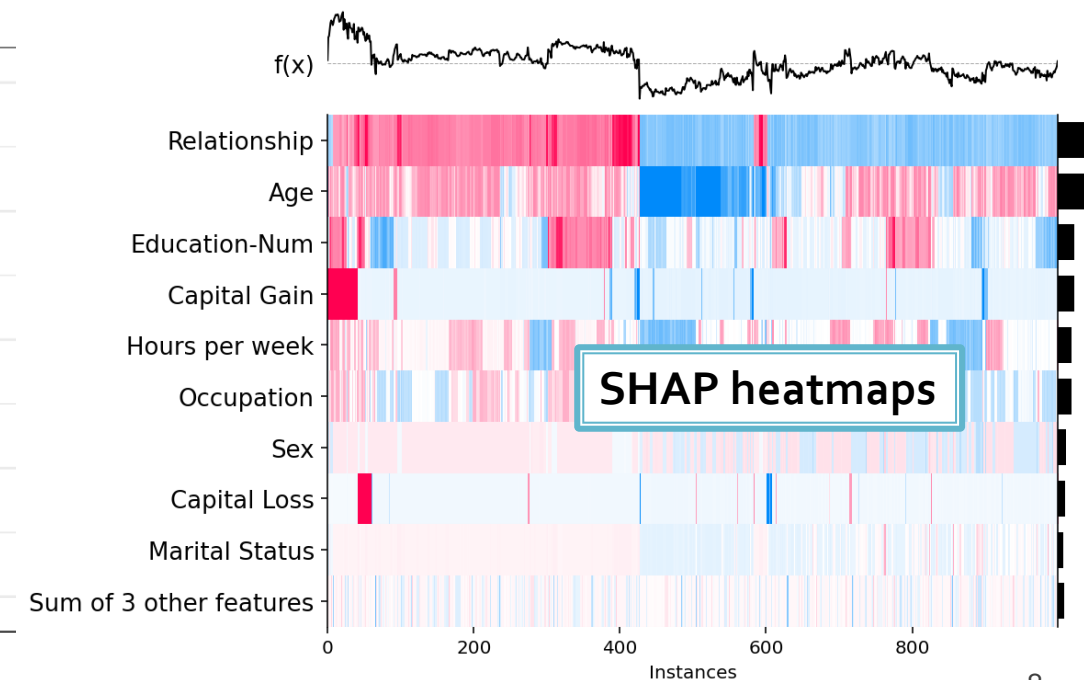 f(x)
Relationship
Age
Education-Num
Capital Gain
Hours per week
Occupation
SHAP heatmaps
Sex
Capital Loss
Marital Status
Sum of 3 other features
0 200 400 600 800
Instances